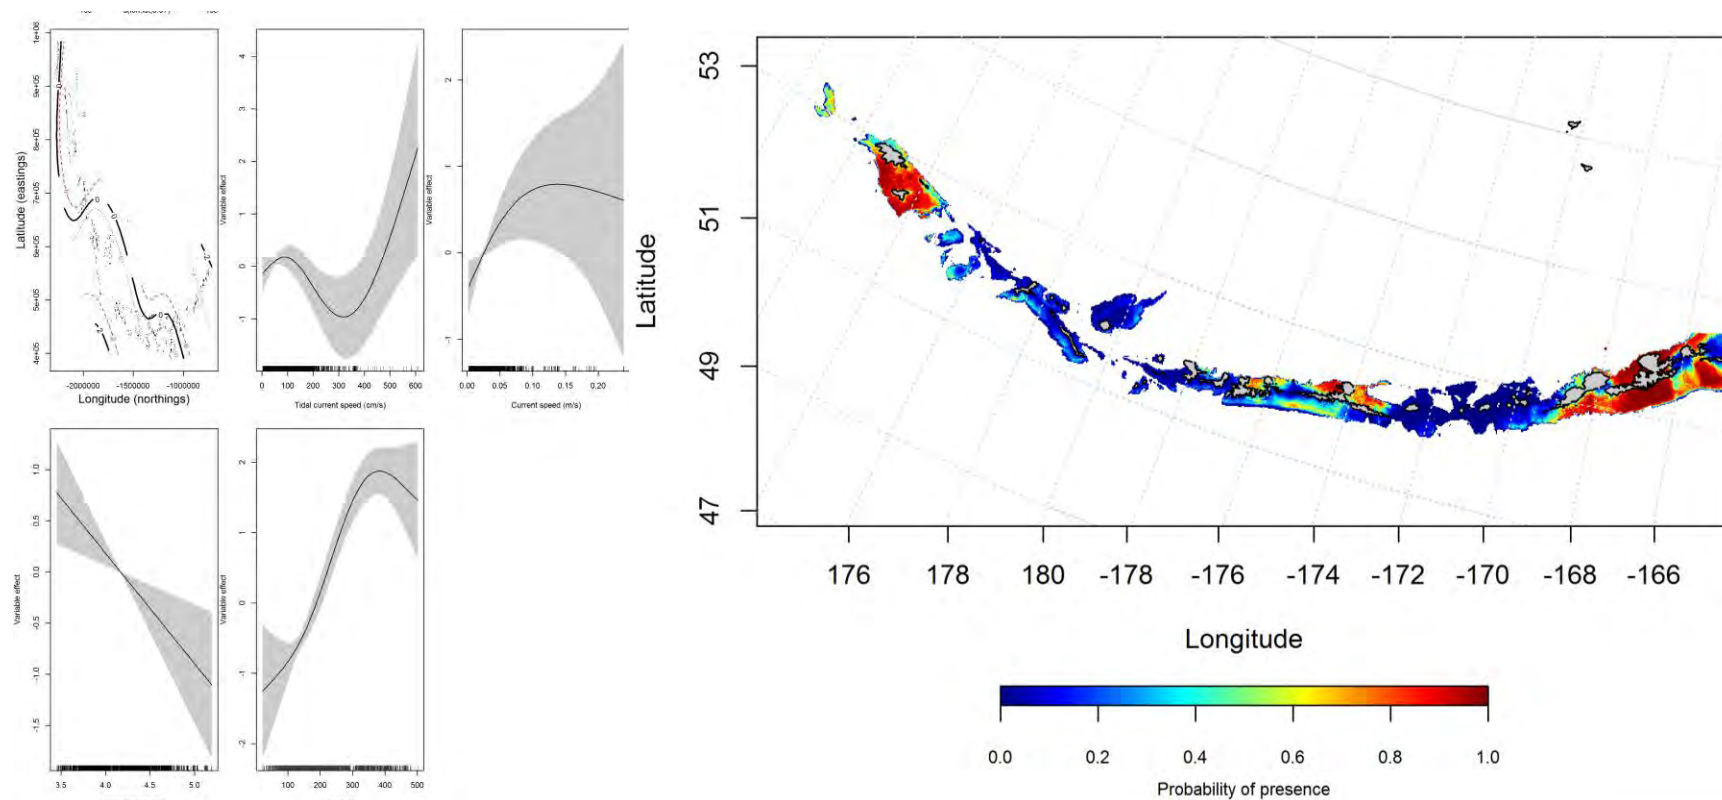 1e+06
9e+05
8e+05
7e+05
6e+05
5e+05
4e+05
Latitude (eastings)
-2000000 -1500000 -1000000
Longitude (northings)
4
3
2
1
0
-1
Variable effect
0 100 200 300 400 500 600
Tidal current speed (cm/s)
2
1
0
-1
Variable effect
0.00 0.05 0.10 0.15 0.20
Current speed (m/s)
1.0
0.5
0.0
-0.5
-1.0
-1.5
Variable effect
3.5 4.0 4.5 5.0
2
1
0
-1
-2
Variable effect
100 200 300 400 500
53
51
49
47
Latitude
176 178 180 -178 -176 -174 -172 -170 -168 -166
Longitude
0.0 0.2 0.4 0.6 0.8 1.0
Probability of presence